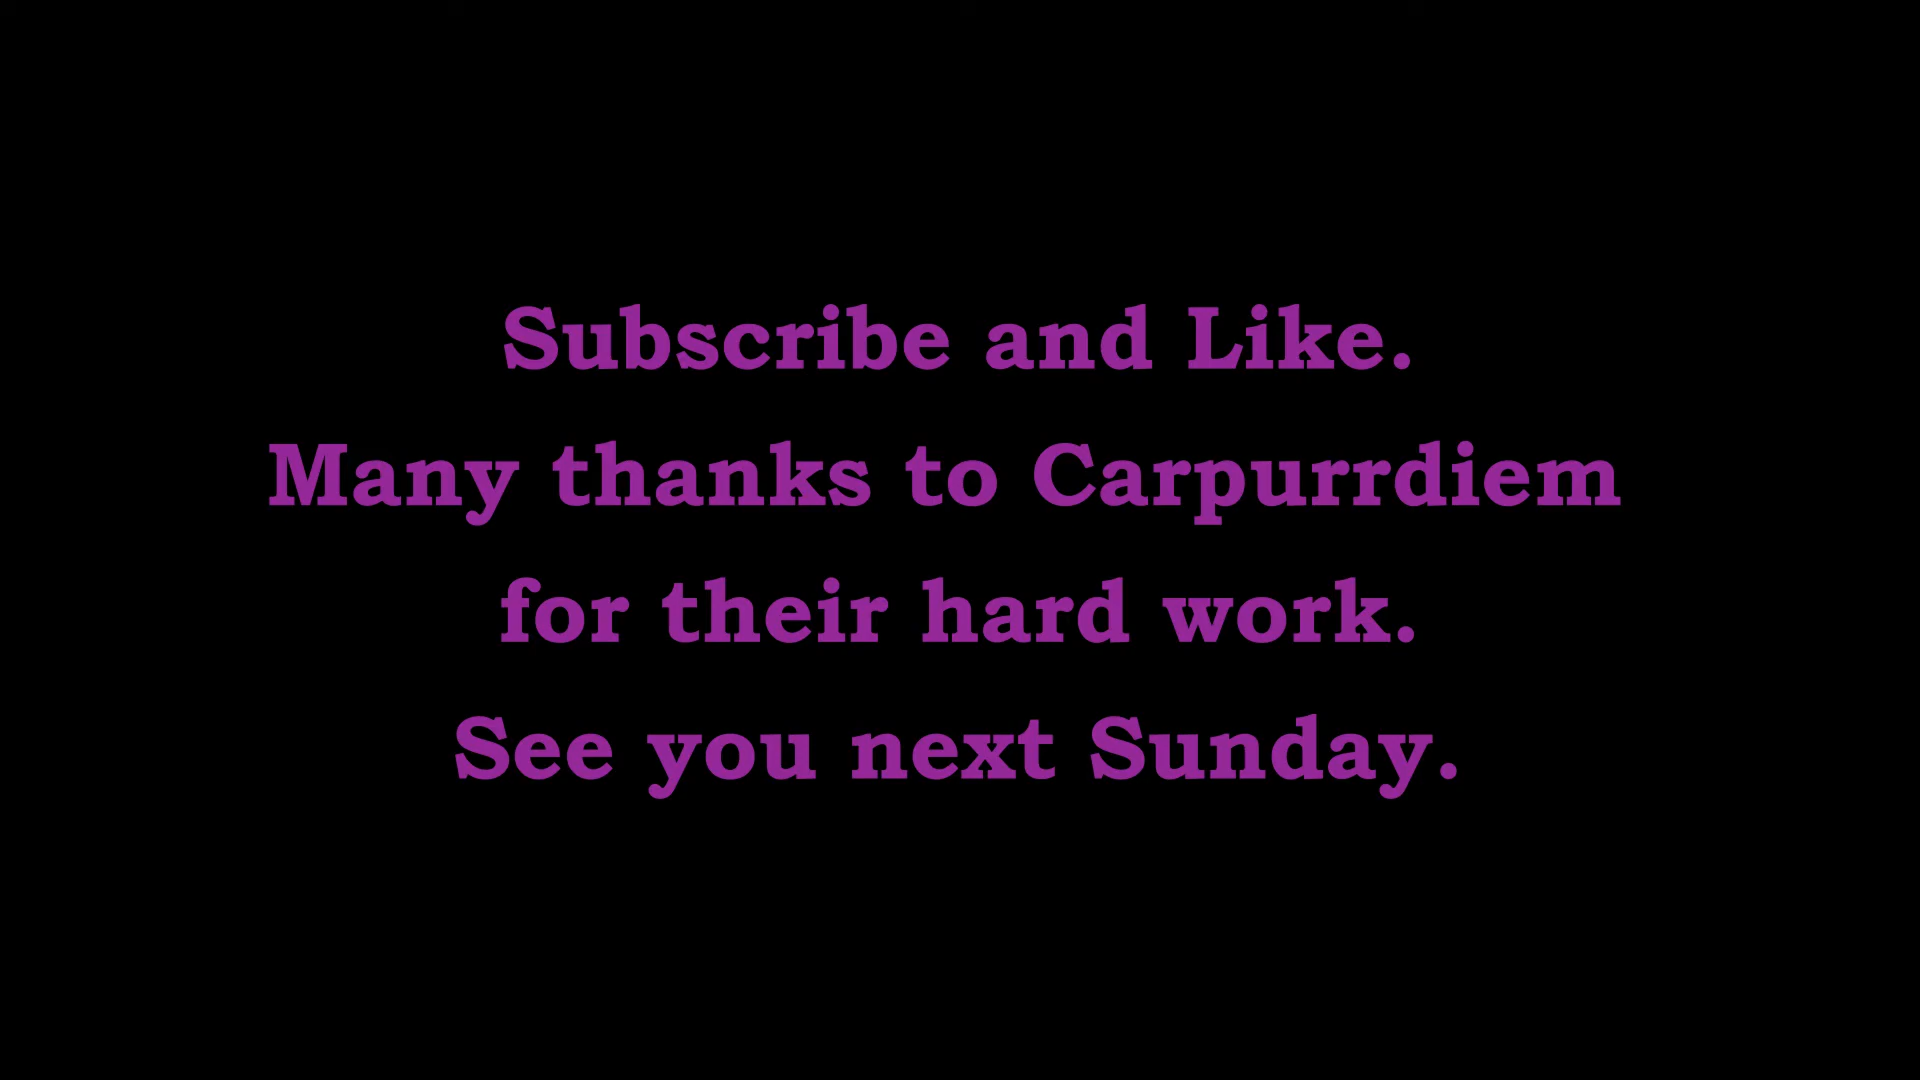 Subscribe and Like.
Many thanks to Carpurrdiem
for their hard work.
See you next Sunday.